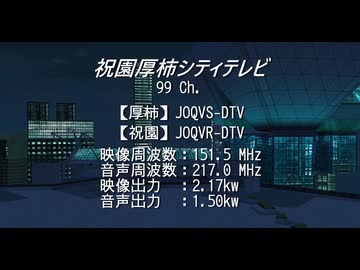 祝園厚柿シティテレビ
99 Ch.
【厚柿】JOQVS-DTV
【祝園】JOQVR-DTV
映像周波数:151.5 MHz
音声周波数:217.0 MHz
映像出力 :2.17kw
音声出力 :1.50kw